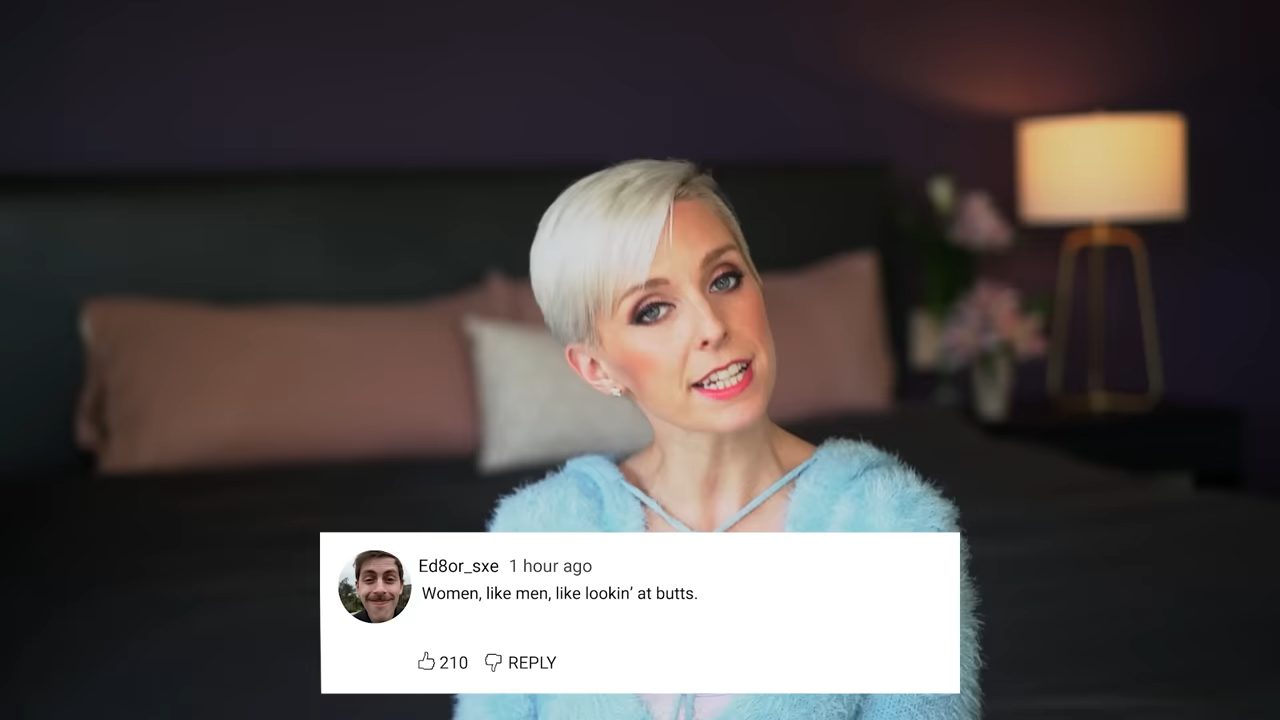 Ed8or_sxe 1 hour ago
Women, like men, like lookin’ at butts.
210 REPLY